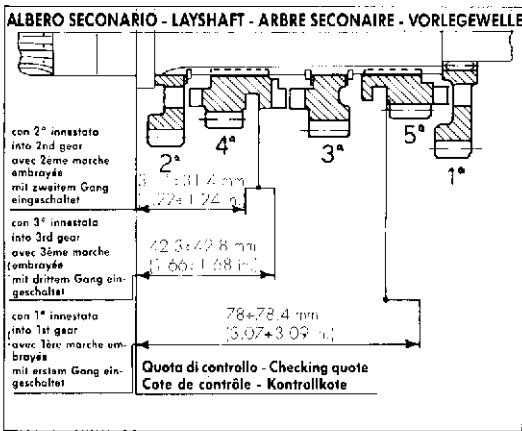 ALBERO SECONARIO - LAYSHAFT - ARBRE SECONAIRE - VORLEGEWELLE
2ª
4ª
3ª
5ª
1ª
con 2ª innestata
into 2nd gear
avec 2ème marche
embrayée
mit zweitem Gang
eingeschaltet
31.4 mm
1.24 in.
con 3ª innestata
into 3rd gear
avec 3ème marche
embrayée
mit drittem Gang ein-
geschaltet
42.3÷42.8 mm
(1.66÷1.68 in.)
con 1ª innestata
into 1st gear
avec 1ère marche em-
brayée
mit erstem Gang ein-
geschaltet
78÷78.4 mm
(3.07÷3.09 in.)
Quota di controllo - Checking quote
Cote de contrôle - Kontrollkote